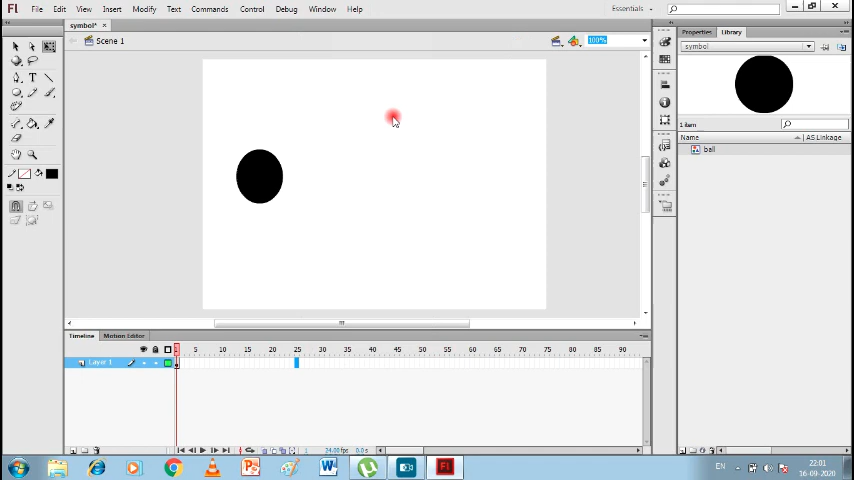 Fl File Edit View Insert Modify Text Commands Control Debug Window Help Essentials
symbol* ×
Scene 1 100%
Properties Library
symbol
1 item
Name AS Linkage
ball
Timeline Motion Editor
1 5 10 15 20 25 30 35 40 45 50 55 60 65 70 75 80 85 90
Layer 1
1 24.00 fps 0.0 s
EN 22:01
16-09-2020